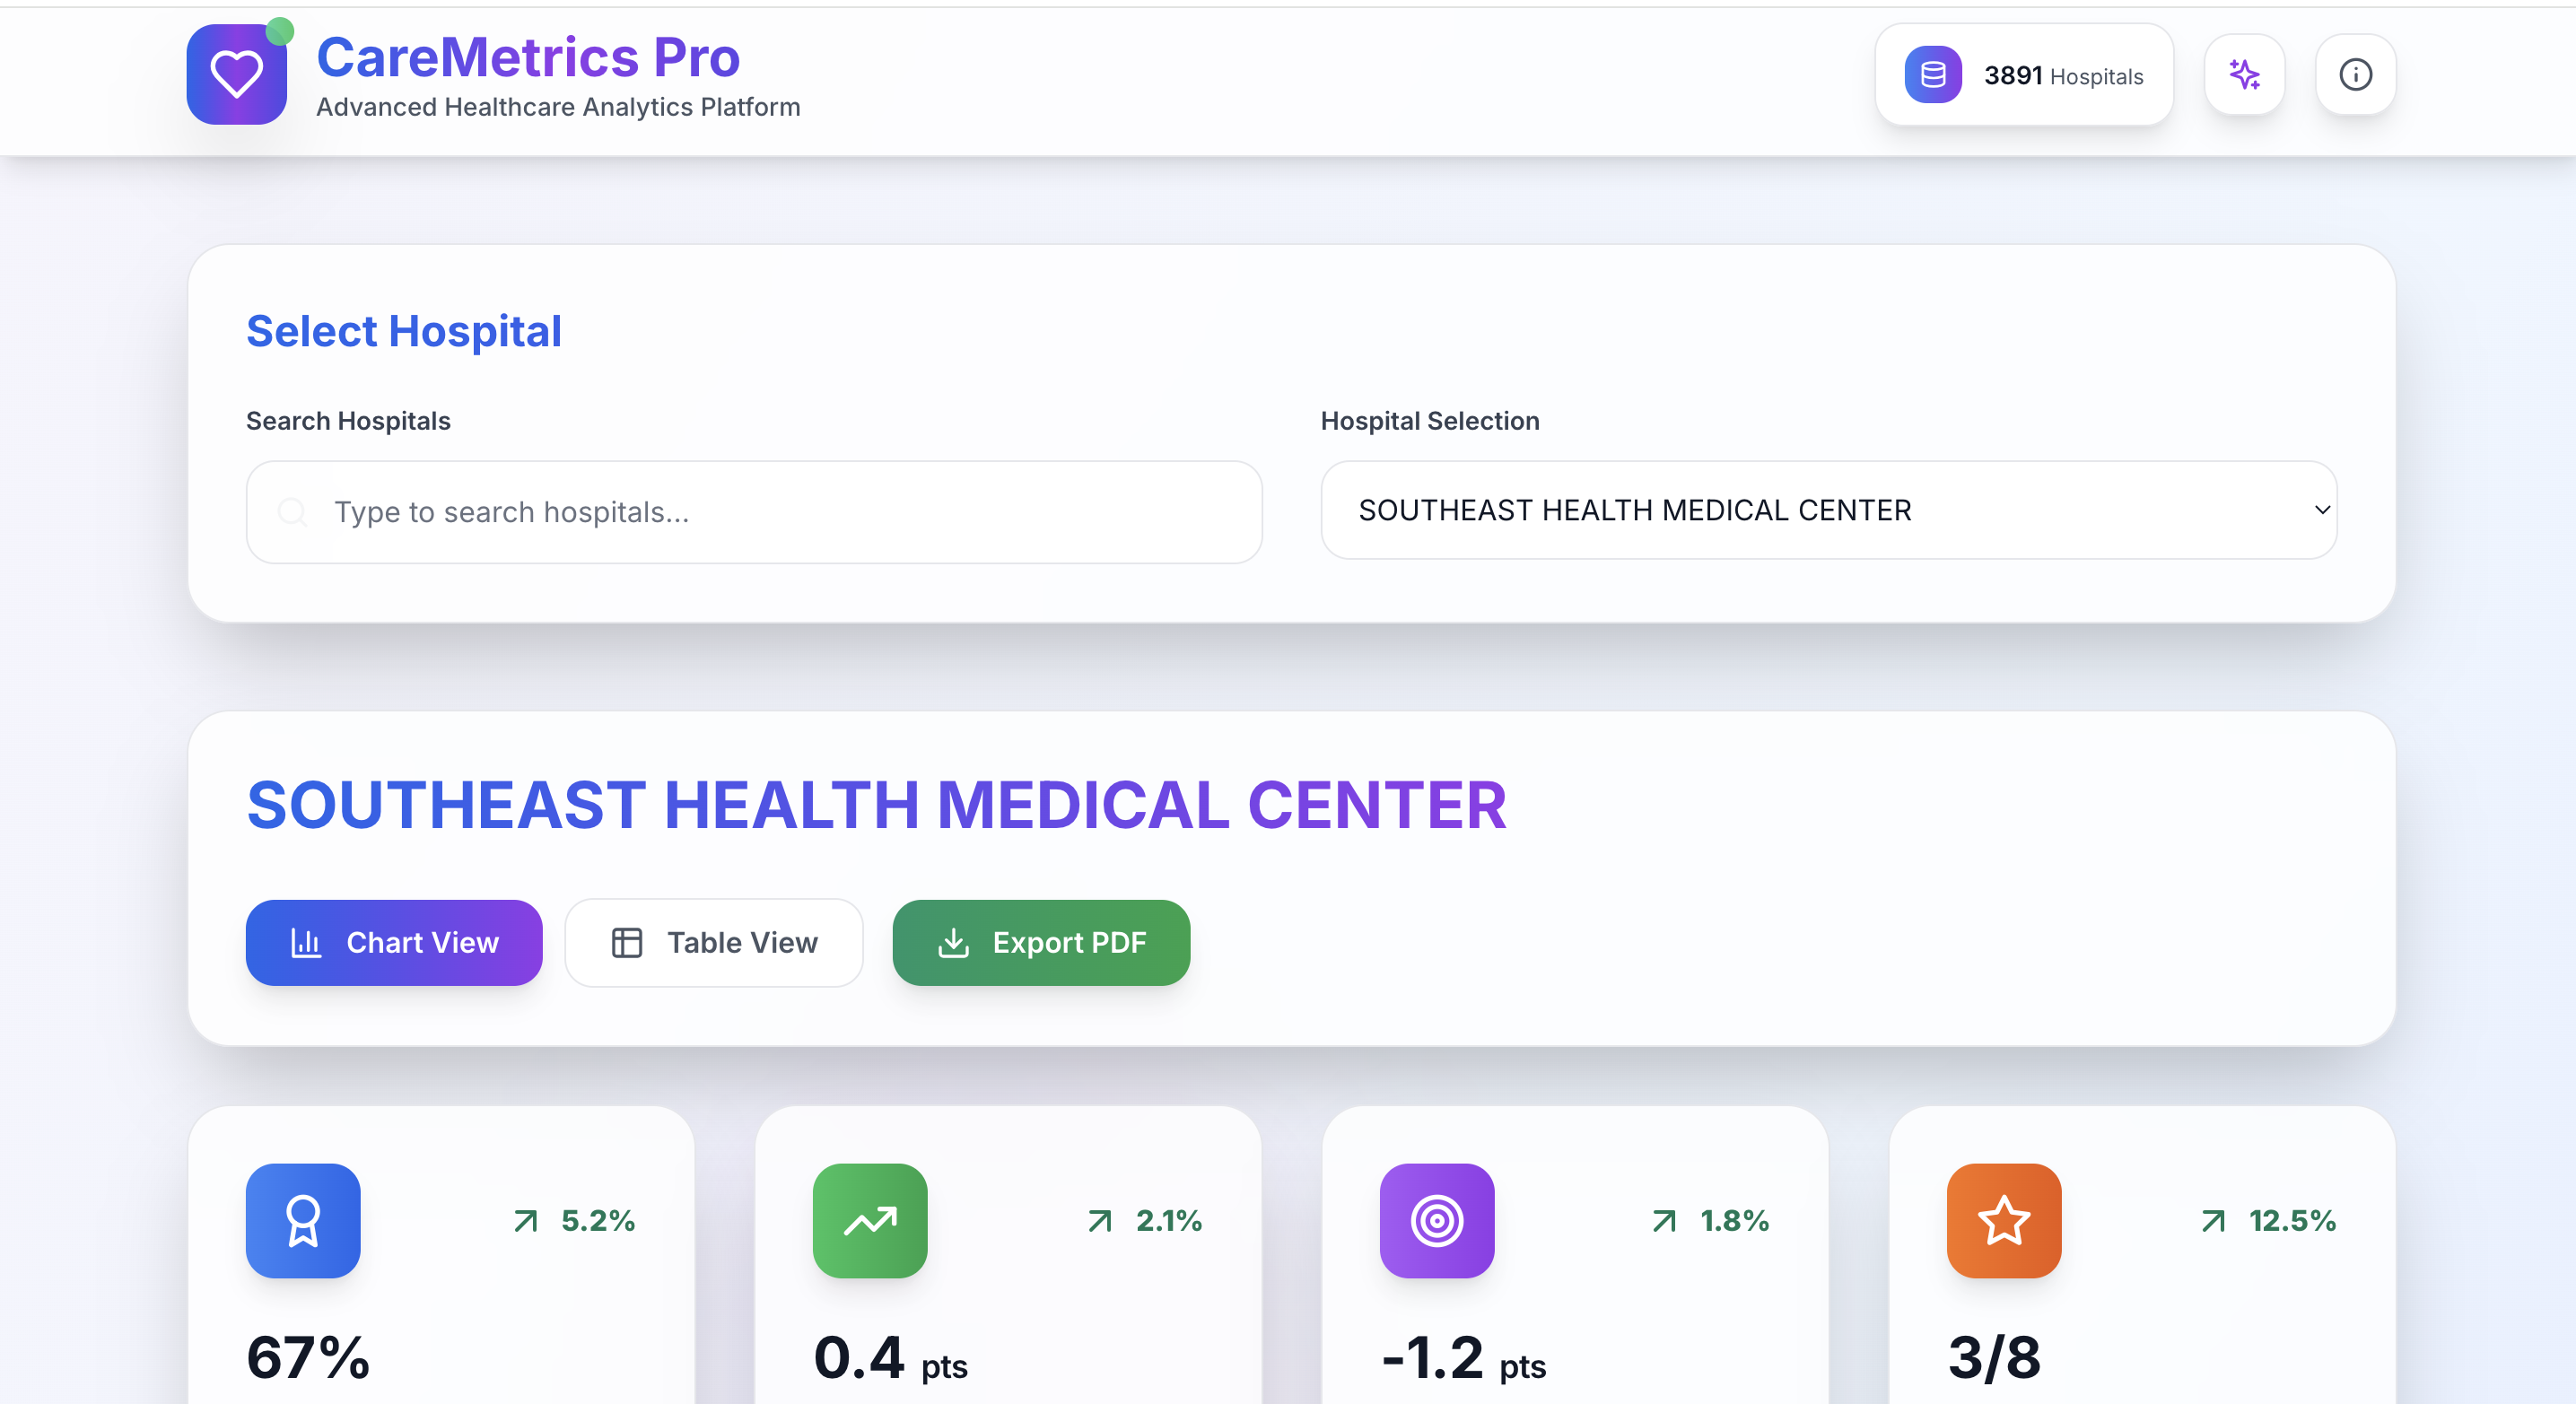 CareMetrics Pro
Advanced Healthcare Analytics Platform
3891 Hospitals
Select Hospital
Search Hospitals
Type to search hospitals...
Hospital Selection
SOUTHEAST HEALTH MEDICAL CENTER
SOUTHEAST HEALTH MEDICAL CENTER
Chart View
Table View
Export PDF
5.2%
67%
2.1%
0.4 pts
1.8%
-1.2 pts
12.5%
3/8